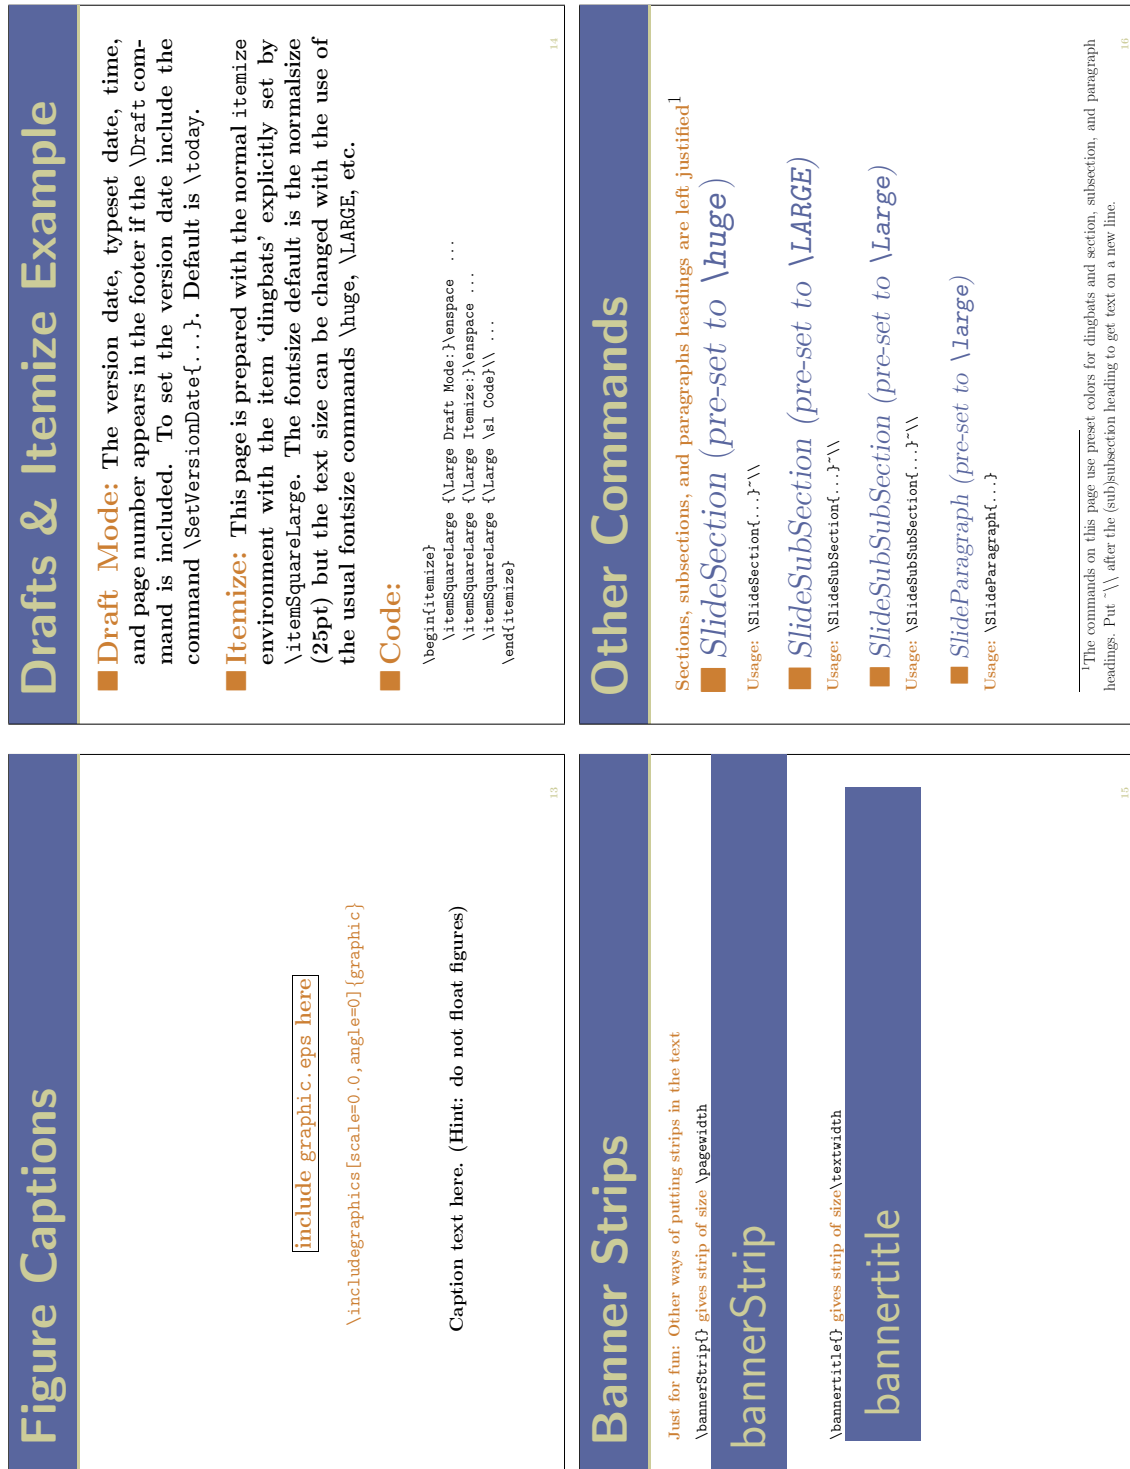 Figure Captions
include graphic.eps here
\includegraphics[scale=0.0,angle=0]{graphic}
Caption text here. (Hint: do not float figures)
13
Drafts & Itemize Example
Draft Mode: The version date, typeset date, time,
and page number appears in the footer if the \Draft com-
mand is included. To set the version date include the
command \SetVersionDate{...}. Default is \today.
Itemize: This page is prepared with the normal itemize
environment with the item ‘dingbats’ explicitly set by
\itemSquareLarge. The fontsize default is the normalsize
(25pt) but the text size can be changed with the use of
the usual fontsize commands \huge, \LARGE, etc.
Code:
\begin{itemize}
\itemSquareLarge {\Large Draft Mode:}\enspace ...
\itemSquareLarge {\Large Itemize:}\enspace ...
\itemSquareLarge {\Large \sl Code}\\ ...
\end{itemize}
14
Banner Strips
Just for fun: Other ways of putting strips in the text
\bannerStrip{} gives strip of size \pagewidth
bannerStrip
\bannertitle{} gives strip of size\textwidth
bannertitle
15
Other Commands
Sections, subsections, and paragraphs headings are left justified1
SlideSection (pre-set to \huge )
Usage: \SlideSection{...}~\\
SlideSubSection (pre-set to \LARGE)
Usage: \SlideSubSection{...}~\\
SlideSubSubSection (pre-set to \Large)
Usage: \SlideSubSubSection{...}~\\
SlideParagraph (pre-set to \large)
Usage: \SlideParagraph{...}
1The commands on this page use preset colors for dingbats and section, subsection, and paragraph
headings. Put ~\\ after the (sub)subsection heading to get text on a new line.
16